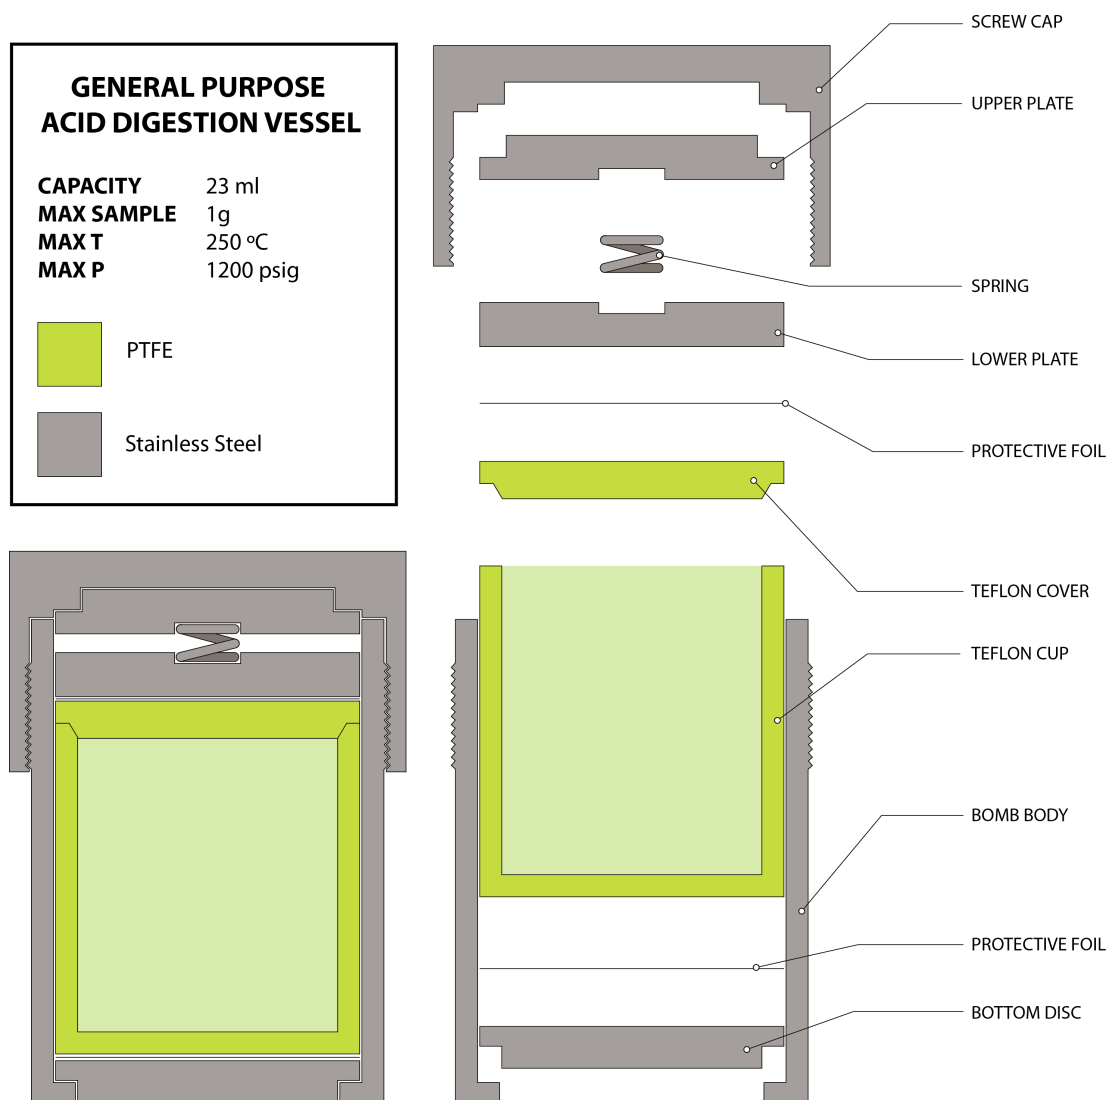 GENERAL PURPOSE
ACID DIGESTION VESSEL
CAPACITY 23 ml
MAX SAMPLE 1g
MAX T 250 ºC
MAX P 1200 psig
PTFE
Stainless Steel
SCREW CAP
UPPER PLATE
SPRING
LOWER PLATE
PROTECTIVE FOIL
TEFLON COVER
TEFLON CUP
BOMB BODY
PROTECTIVE FOIL
BOTTOM DISC